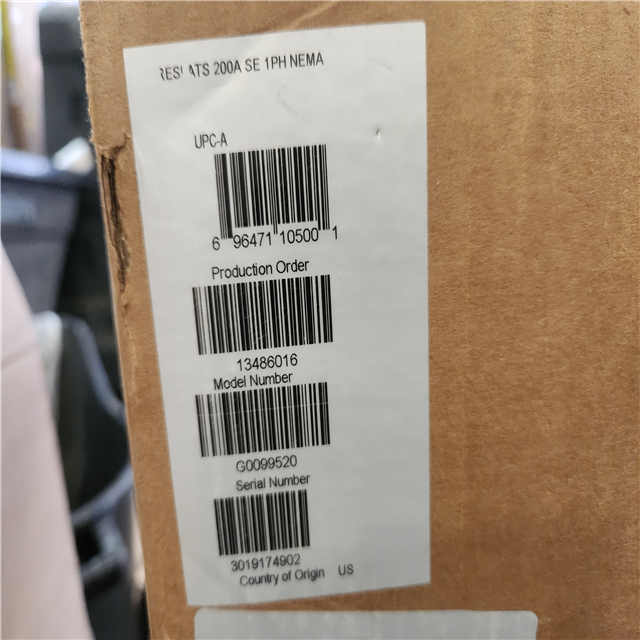 RES' ATS 200A SE 1PH NEMA
UPC-A
6 96471 10500 1
Production Order
13486016
Model Number
G0099520
Serial Number
3019174902
Country of Origin US